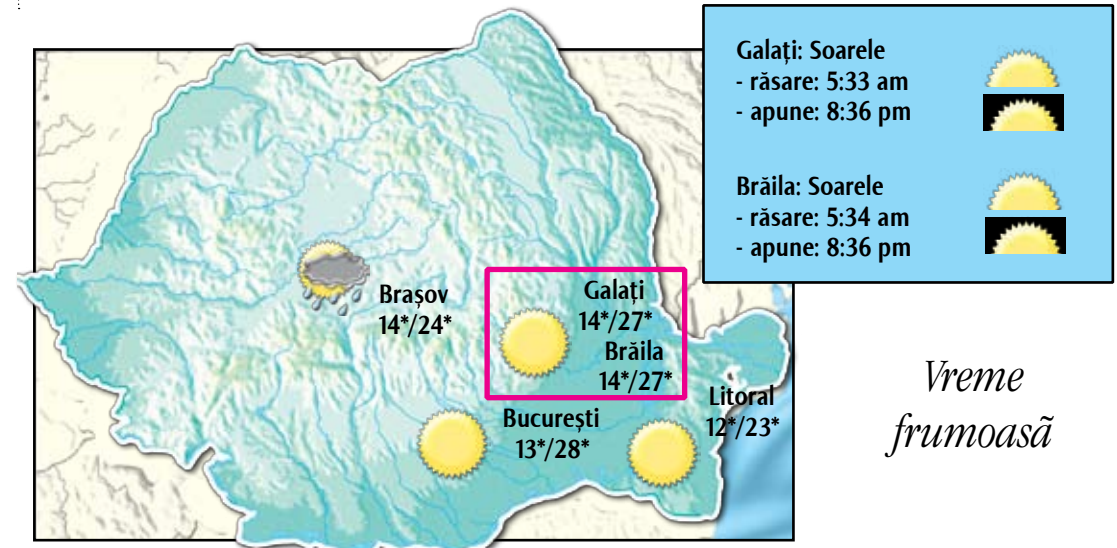 Galați: Soarele
- răsare: 5:33 am
- apune: 8:36 pm
Brăila: Soarele
- răsare: 5:34 am
- apune: 8:36 pm
Brașov
14*/24*
Galați
14*/27*
Brăila
14*/27*
București
13*/28*
Litoral
12*/23*
Vreme
frumoasã